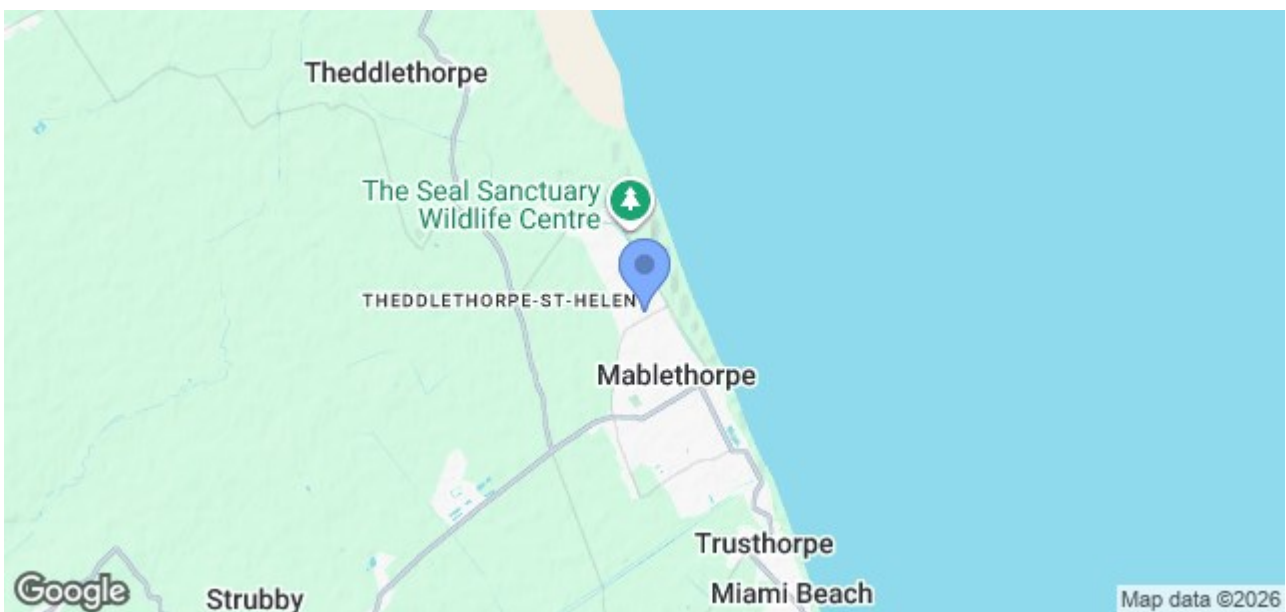 Theddlethorpe
The Seal Sanctuary
Wildlife Centre
THEDDLETHORPE-ST-HELEN
Mablethorpe
Trusthorpe
Miami Beach
Strubby
Google
Map data ©2026